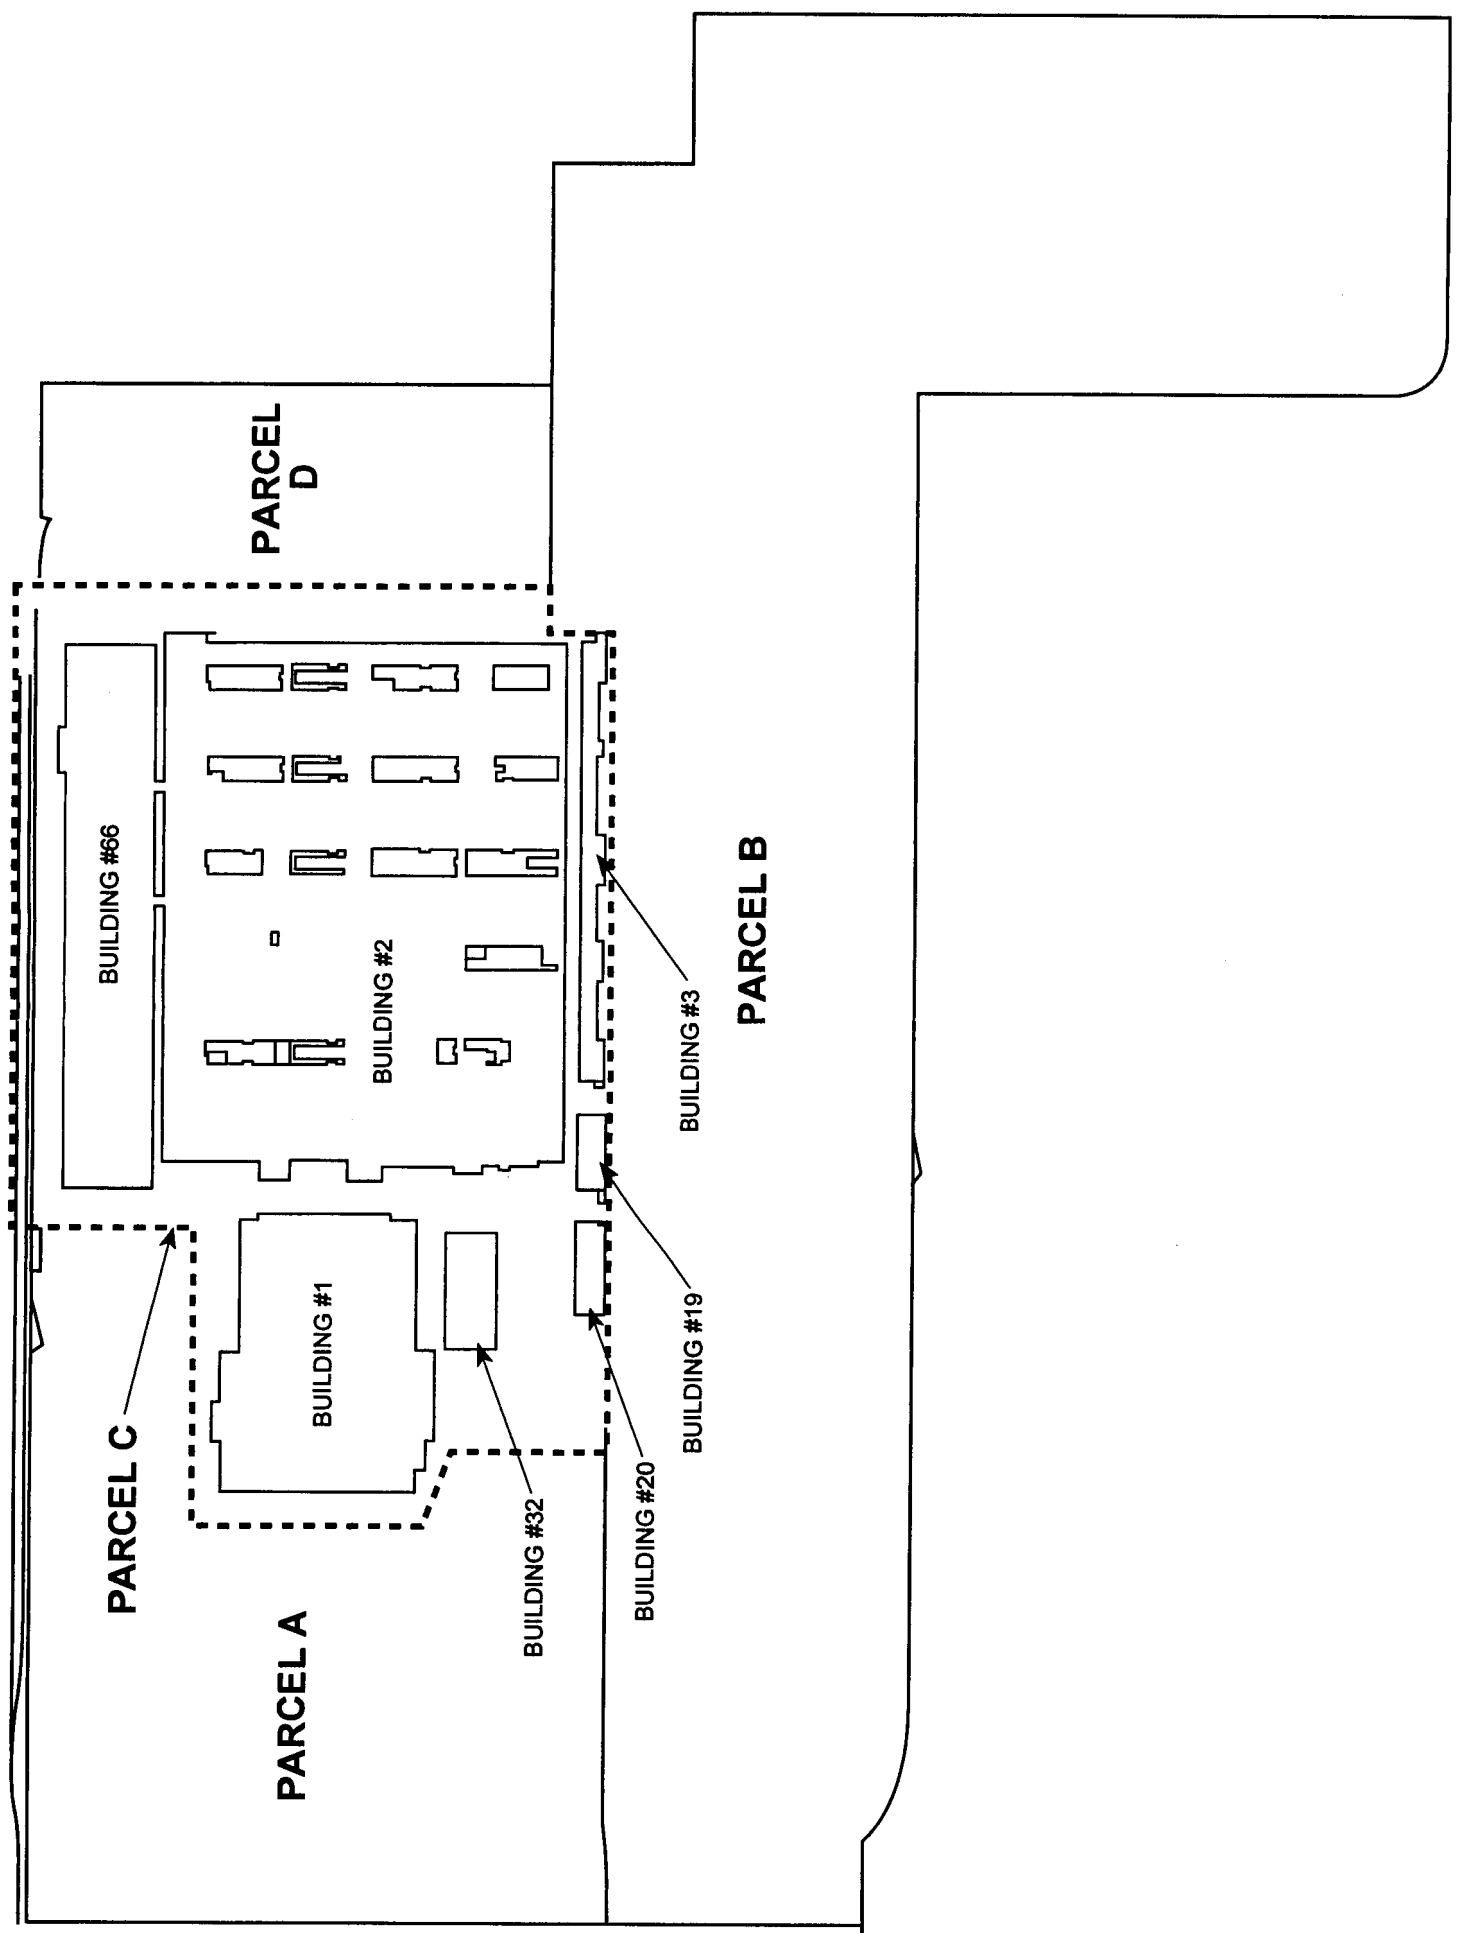 PARCEL
D
BUILDING #66
BUILDING #2
PARCEL B
BUILDING #3
BUILDING #1
BUILDING #19
PARCEL C
BUILDING #20
BUILDING #32
PARCEL A